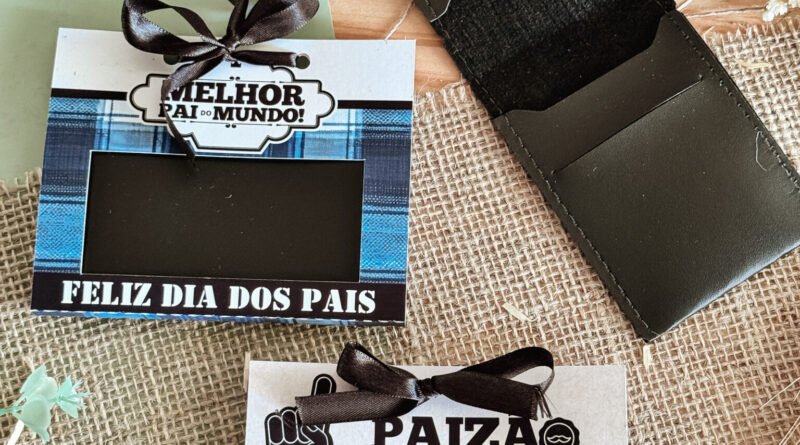 MELHOR
PAI DO MUNDO!
FELIZ DIA DOS PAIS
PAIZÃO